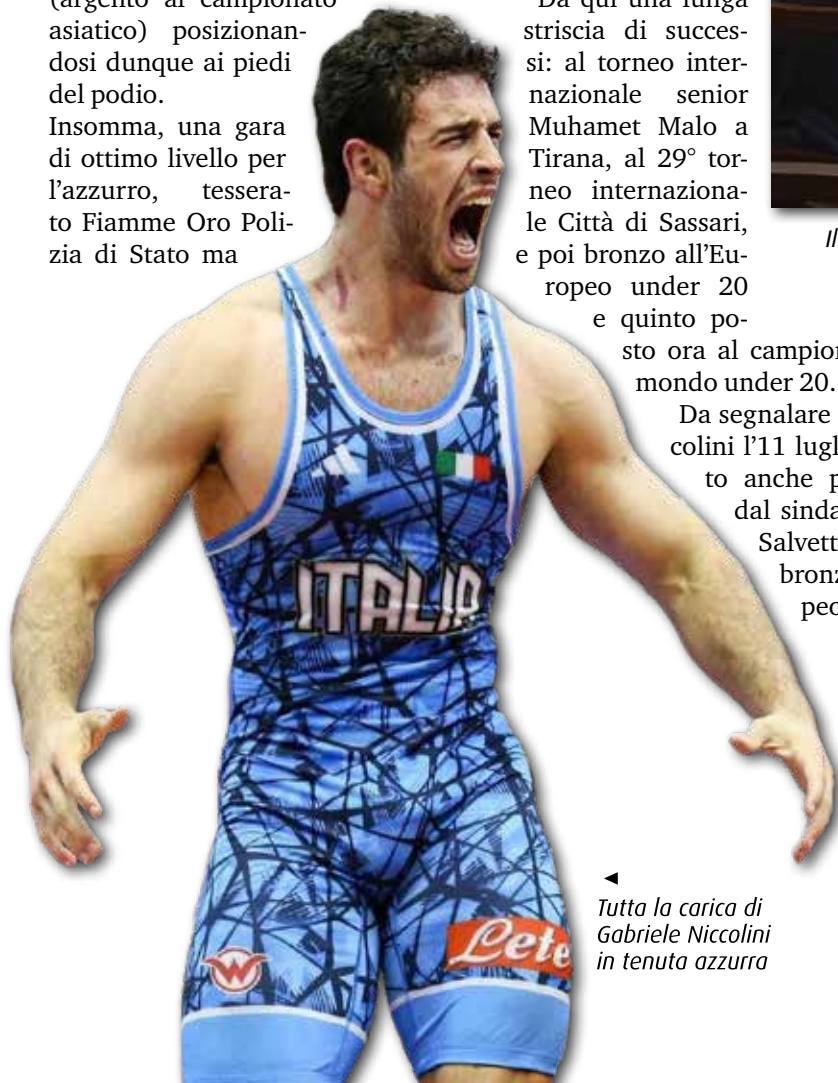 (argento al campionato
asiatico) posizionan-
dosi dunque ai piedi
del podio.
Insomma, una gara
di ottimo livello per
l'azzurro, tessera-
to Fiamme Oro Poli-
zia di Stato ma
Da qui una lunga
striscia di succes-
si: al torneo inter-
nazionale senior
Muhamet Malo a
Tirana, al 29° tor-
neo internaziona-
le Città di Sassari,
e poi bronzo all'Eu-
ropeo under 20
e quinto po-
sto ora al campion
mondo under 20.
Da segnalare
colini l'11 lugl
to anche p
dal sinda
Salvett
bronz
peo
Il
ITALIA
Lete
W
◄
Tutta la carica di
Gabriele Niccolini
in tenuta azzurra